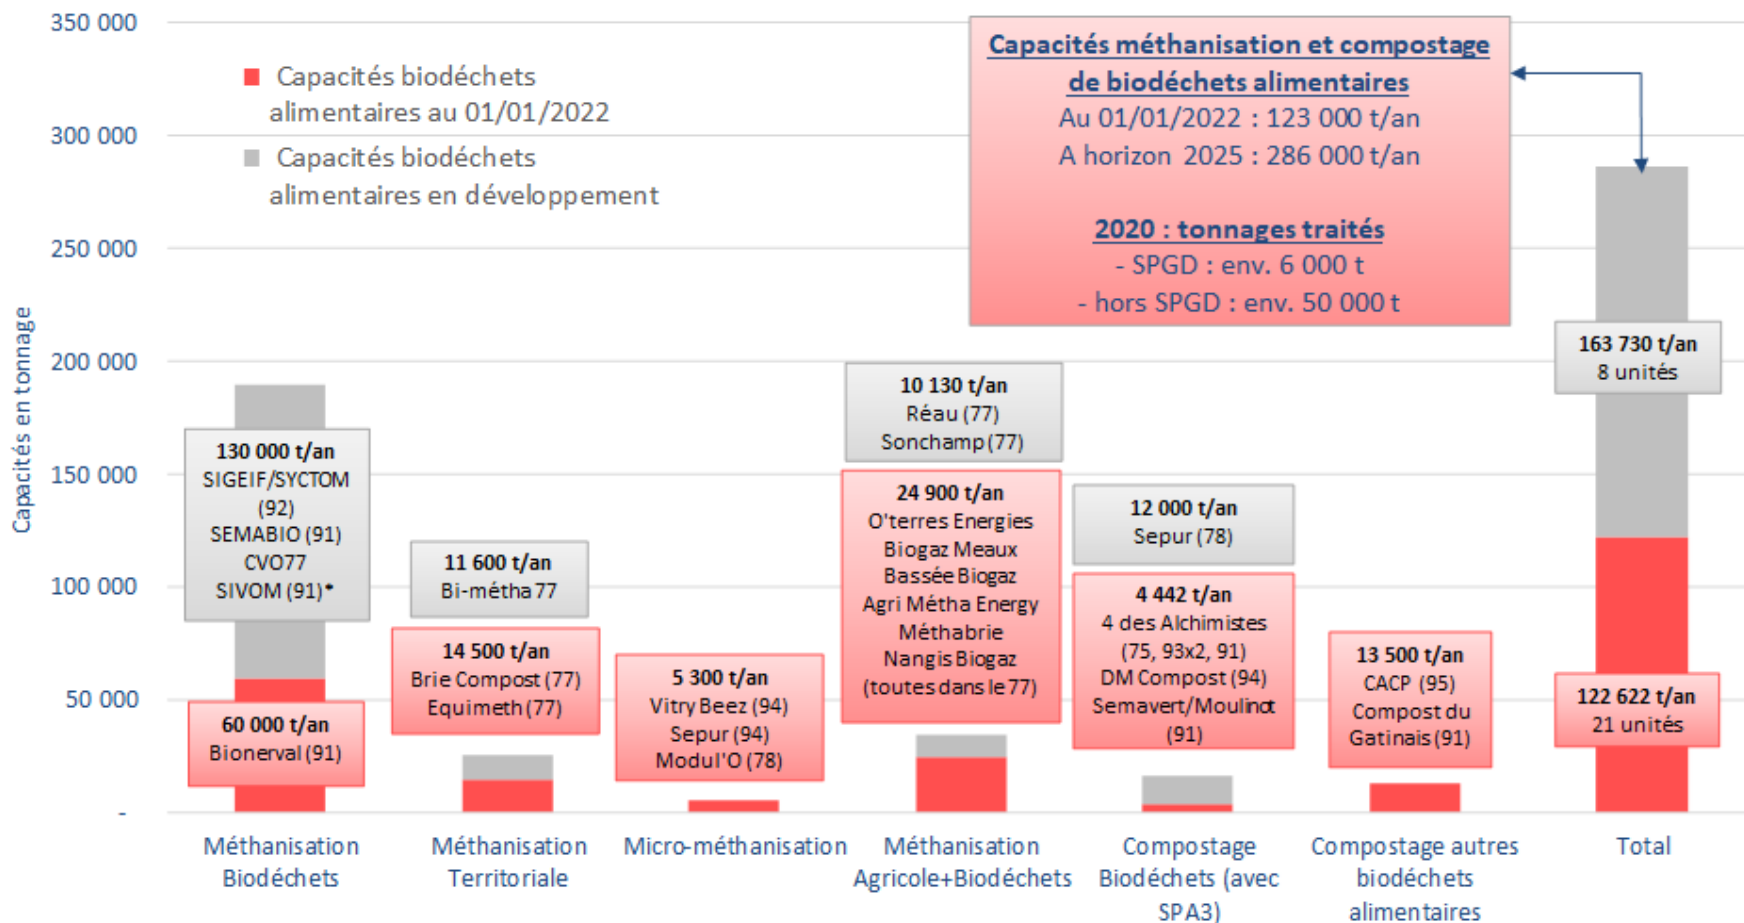 350 000
300 000
250 000
200 000
150 000
100 000
50 000
-
Capacités en tonnage
Capacités biodéchets
alimentaires au 01/01/2022
Capacités biodéchets
alimentaires en développement
Capacités méthanisation et compostage
de biodéchets alimentaires
Au 01/01/2022 : 123 000 t/an
A horizon 2025 : 286 000 t/an
2020 : tonnages traités
- SPGD : env. 6 000 t
- hors SPGD : env. 50 000 t
130 000 t/an
SIGEIF/SYCTOM
(92)
SEMABIO (91)
CVO77
SIVOM (91)*
60 000 t/an
Bionerval (91)
11 600 t/an
Bi-métha 77
14 500 t/an
Brie Compost (77)
Equimeth (77)
5 300 t/an
Vitry Beez (94)
Sepur (94)
Modul'O (78)
10 130 t/an
Réau (77)
Sonchamp (77)
24 900 t/an
O'terres Energies
Biogaz Meaux
Bassée Biogaz
Agri Métha Energy
Méthabrie
Nangis Biogaz
(toutes dans le 77)
12 000 t/an
Sepur (78)
4 442 t/an
4 des Alchimistes
(75, 93x2, 91)
DM Compost (94)
Semavert/Moulinot
(91)
13 500 t/an
CACP (95)
Compost du
Gatinais (91)
163 730 t/an
8 unités
122 622 t/an
21 unités
Méthanisation
Biodéchets
Méthanisation
Territoriale
Micro-méthanisation
Méthanisation
Agricole+Biodéchets
Compostage
Biodéchets (avec
SPA3)
Compostage autres
biodéchets
alimentaires
Total